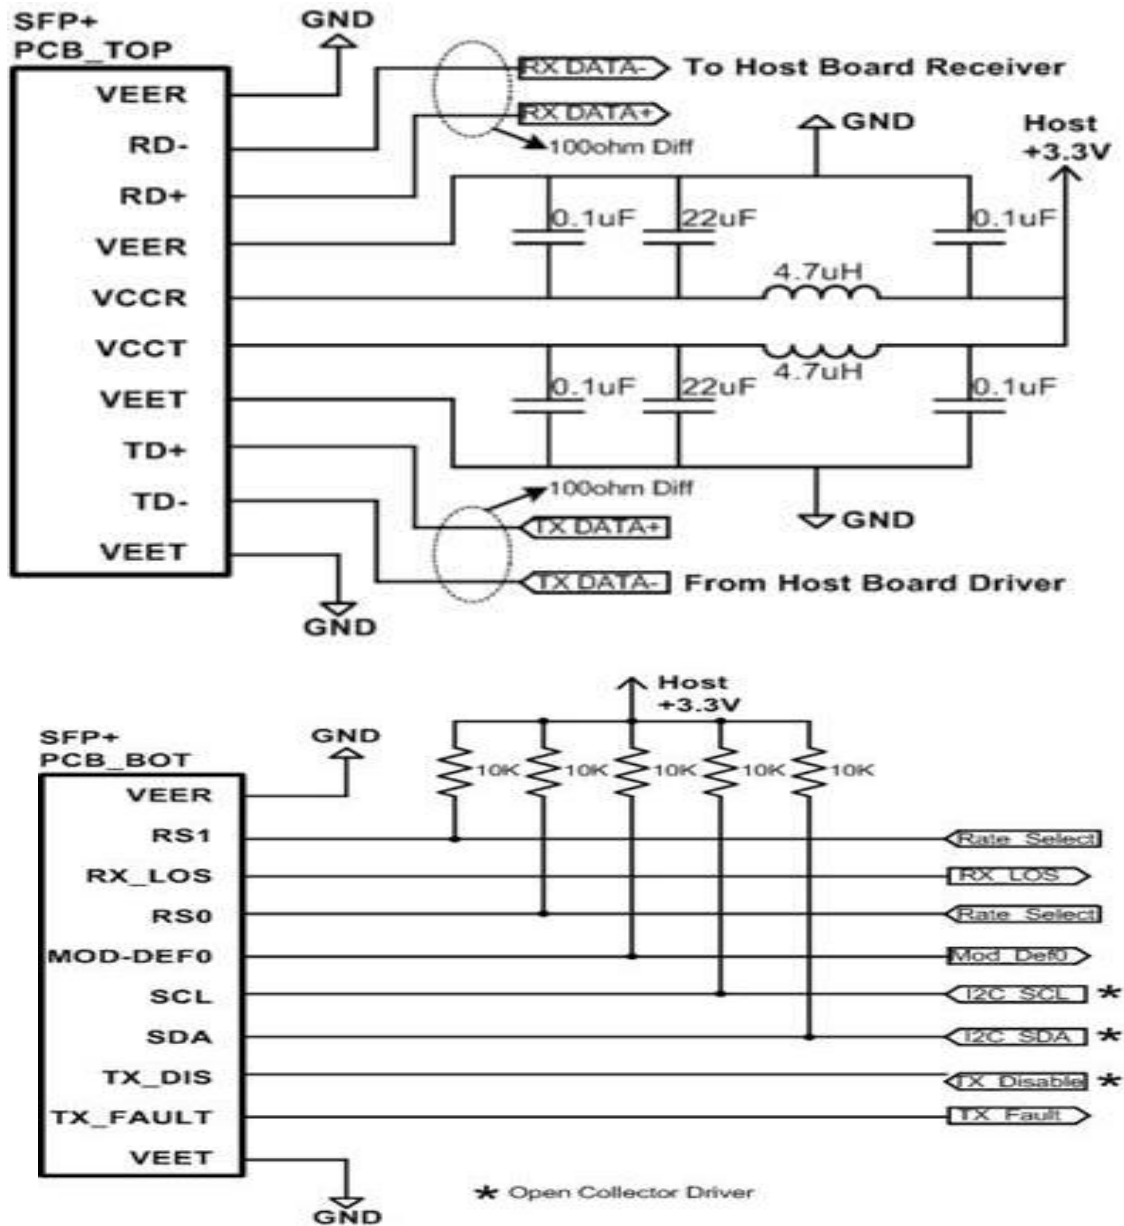 SFP+
PCB_TOP
GND
VEER
RD-
RD+
VEER
VCCR
VCCT
VEET
TD+
TD-
VEET
GND
RX DATA-
To Host Board Receiver
RX DATA+
100ohm Diff
GND
Host
+3.3V
0.1uF
22uF
0.1uF
4.7uH
4.7uH
0.1uF
22uF
0.1uF
100ohm Diff
GND
TX DATA+
TX DATA-
From Host Board Driver
Host
+3.3V
SFP+
PCB_BOT
GND
10K
10K
10K
10K
10K
VEER
RS1
Rate Select
RX_LOS
RX LOS
RS0
Rate Select
MOD-DEF0
Mod Def0
SCL
I2C SCL *
SDA
I2C SDA *
TX_DIS
TX Disable *
TX_FAULT
TX Fault
VEET
GND
* Open Collector Driver